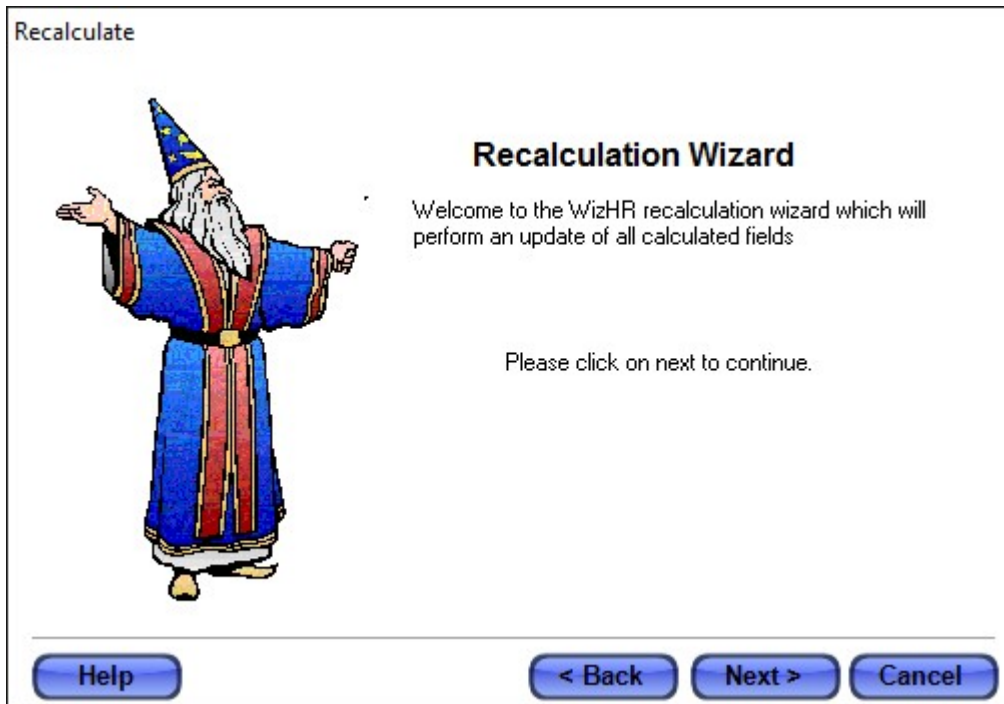 Recalculate
Recalculation Wizard
Welcome to the WizHR recalculation wizard which will
perform an update of all calculated fields
Please click on next to continue.
Help
< Back
Next >
Cancel